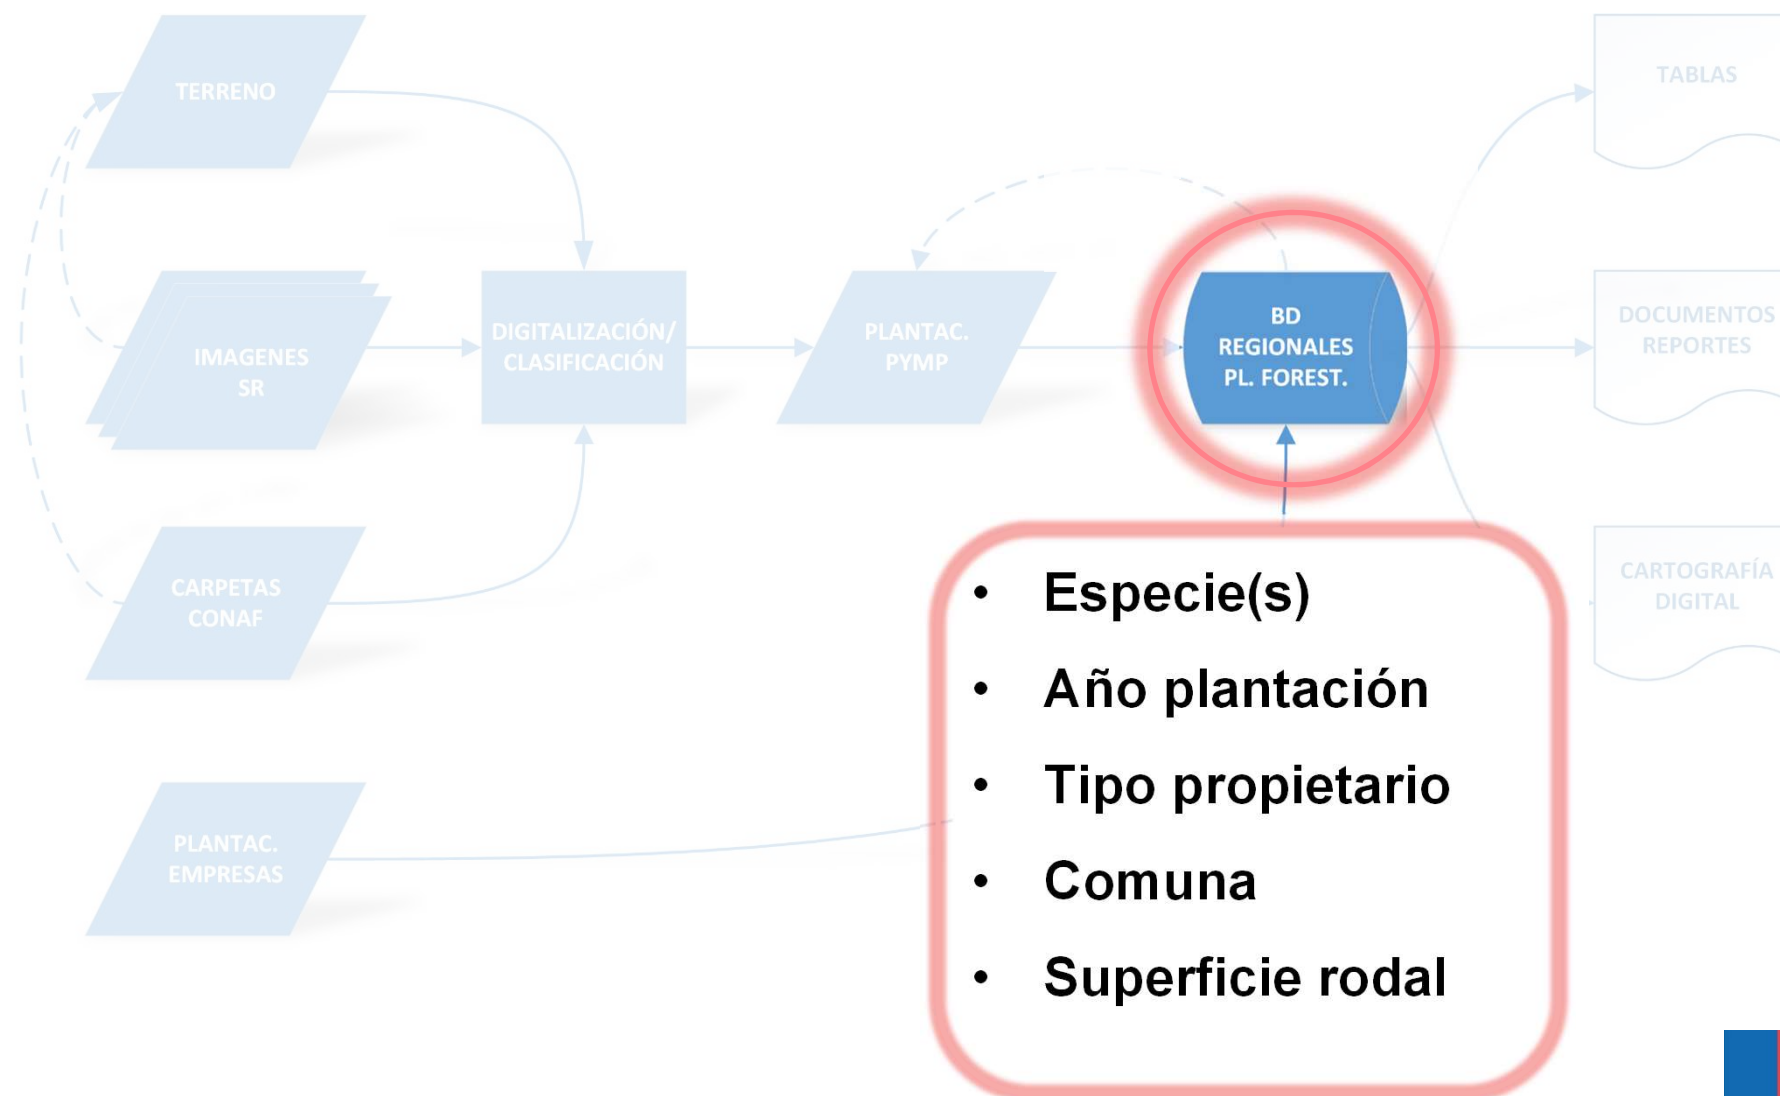 TERRENO
IMAGENES
SR
CARPETAS
CONAF
PLANTAC.
EMPRESAS
DIGITALIZACIÓN/
CLASIFICACIÓN
PLANTAC.
PYMP
BD
REGIONALES
PL. FOREST.
TABLAS
DOCUMENTOS
REPORTES
CARTOGRAFÍA
DIGITAL
• Especie(s)
• Año plantación
• Tipo propietario
• Comuna
• Superficie rodal